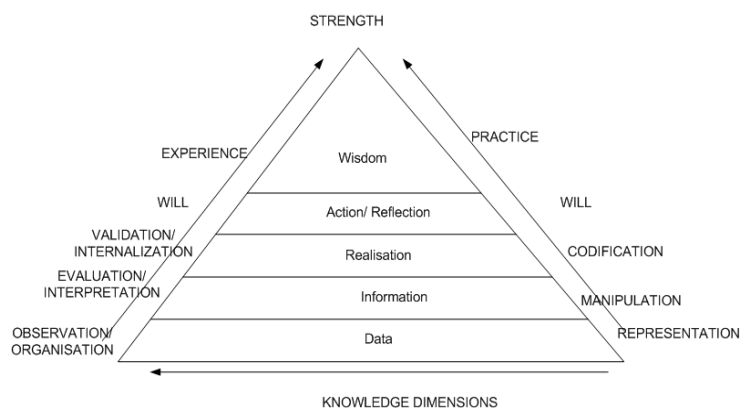 STRENGTH
PRACTICE
EXPERIENCE
Wisdom
WILL
WILL
Action/ Reflection
VALIDATION/
INTERNALIZATION
Realisation
CODIFICATION
EVALUATION/
INTERPRETATION
Information
MANIPULATION
OBSERVATION/
ORGANISATION
Data
REPRESENTATION
KNOWLEDGE DIMENSIONS